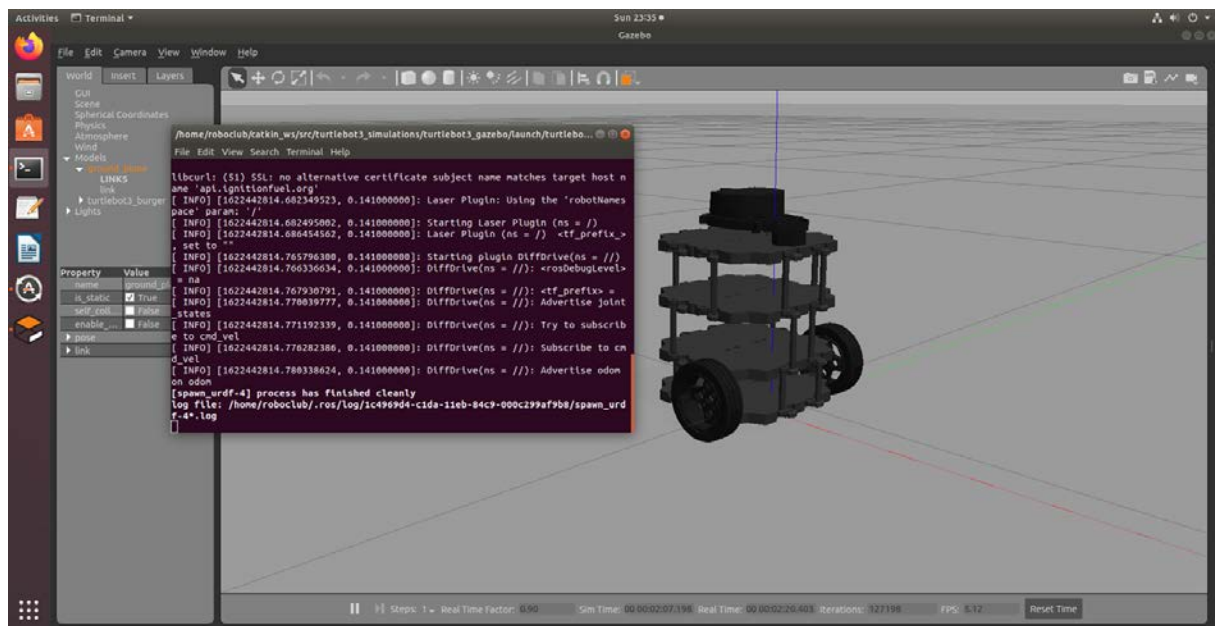 Activities
Terminal
Sun 23:35
Gazebo
File Edit Camera View Window Help
World Insert Layers
GUI
Scene
Spherical Coordinates
Physics
Atmosphere
Wind
Models
LINKS
link
turtlebot3_burger
Lights
Property Value
name ground_pl
is_static True
self_coll... False
enable_... False
pose
link
/home/roboclub/catkin_ws/src/turtlebot3_simulations/turtlebot3_gazebo/launch/turtlebo...
File Edit View Search Terminal Help
libcurl: (51) SSL: no alternative certificate subject name matches target host n
ame 'api.ignitionfuel.org'
[ INFO] [1622442814.682349523, 0.141000000]: Laser Plugin: Using the 'robotNames
pace' param: '/'
[ INFO] [1622442814.682495002, 0.141000000]: Starting Laser Plugin (ns = /)
[ INFO] [1622442814.686454562, 0.141000000]: Laser Plugin (ns = /) <tf_prefix_>
, set to ""
[ INFO] [1622442814.765796300, 0.141000000]: Starting plugin DiffDrive(ns = //)
[ INFO] [1622442814.766336634, 0.141000000]: DiffDrive(ns = //): <rosDebugLevel>
= na
[ INFO] [1622442814.767930791, 0.141000000]: DiffDrive(ns = //): <tf_prefix> =
[ INFO] [1622442814.770039777, 0.141000000]: DiffDrive(ns = //): Advertise joint
_states
[ INFO] [1622442814.771192339, 0.141000000]: DiffDrive(ns = //): Try to subscrib
e to cmd_vel
[ INFO] [1622442814.776282386, 0.141000000]: DiffDrive(ns = //): Subscribe to cm
d_vel
[ INFO] [1622442814.780338624, 0.141000000]: DiffDrive(ns = //): Advertise odom
on odom
[spawn_urdf-4] process has finished cleanly
log file: /home/roboclub/.ros/log/1c4969d4-c1da-11eb-84c9-000c299af9b8/spawn_urd
f-4*.log
Steps: 1 Real Time Factor: 0.90 Sim Time: 00 00:02:07.198 Real Time: 00 00:02:20.403 Iterations: 127198 FPS: 8.12 Reset Time